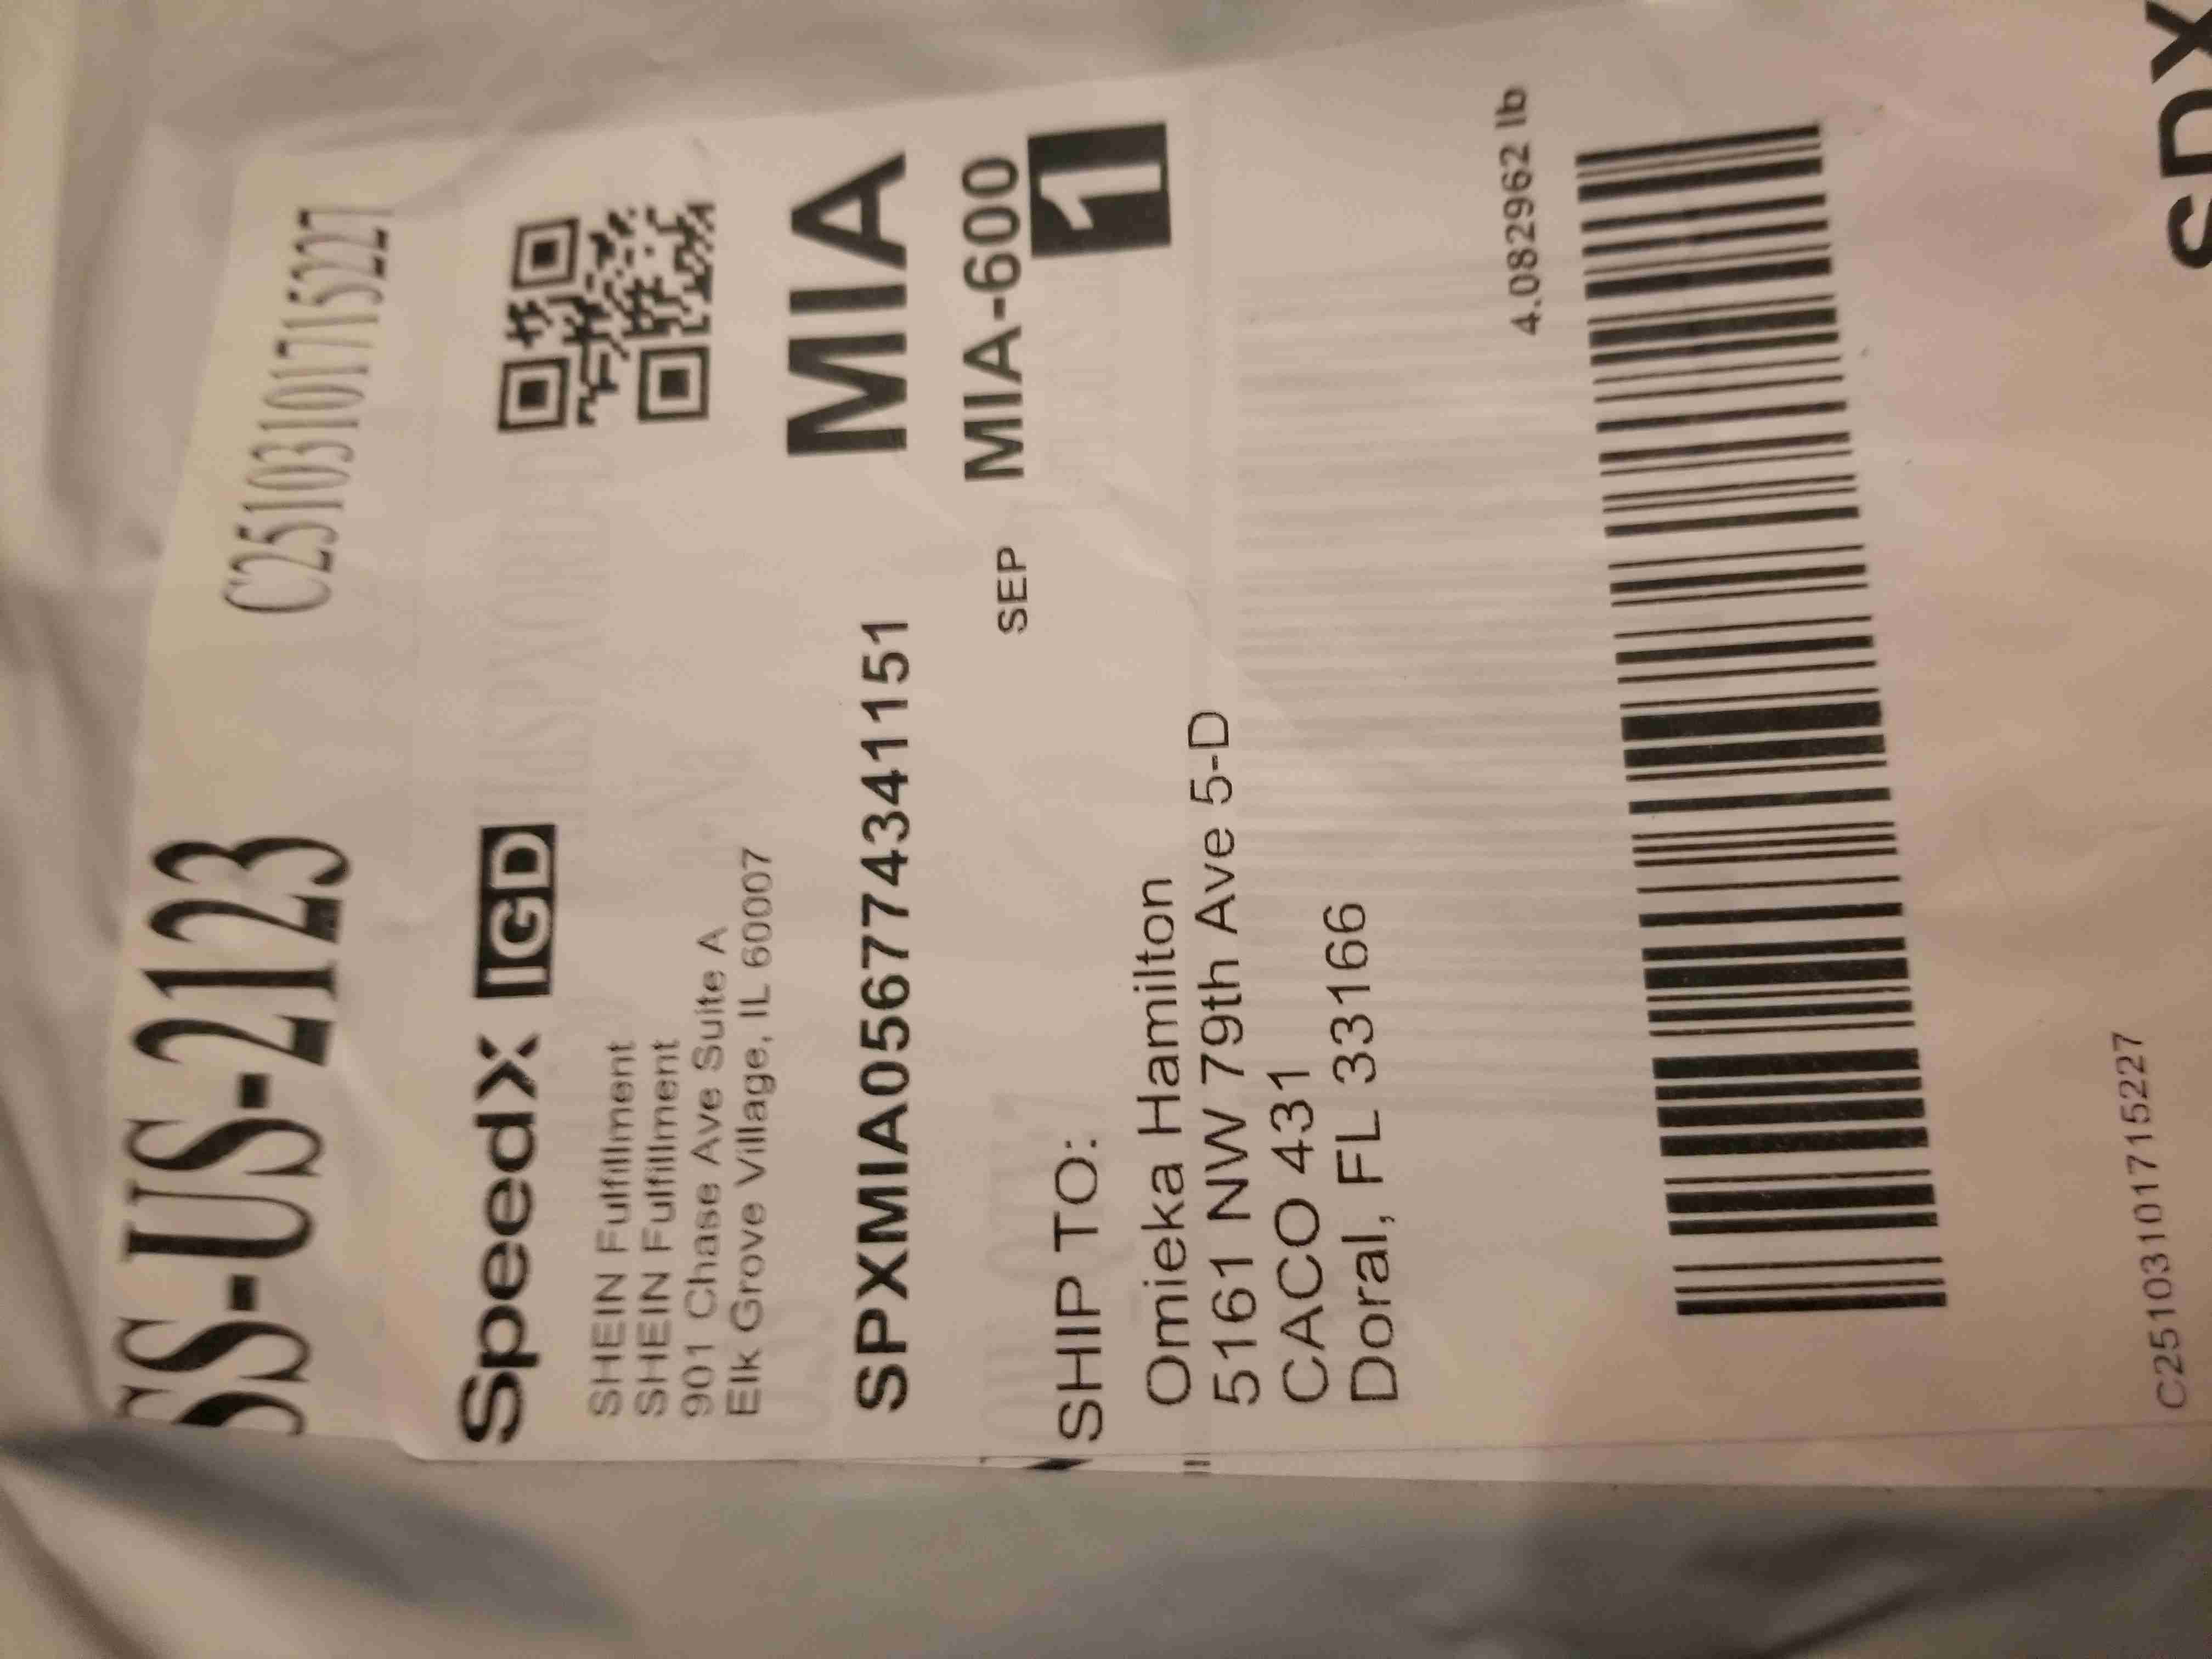 SS-US-2123
C251031017715227
SpeedX IGD
SHEIN Fulfillment
SHEIN Fulfillment
901 Chase Ave Suite A
Elk Grove Village, IL 60007
MIA
SPXMIA056774341151
SEP MIA-600
1
SHIP TO:
Omieka Hamilton
5161 NW 79th Ave 5-D
CACO 431
Doral, FL 33166
4.082962 lb
C251031017715227
SDX